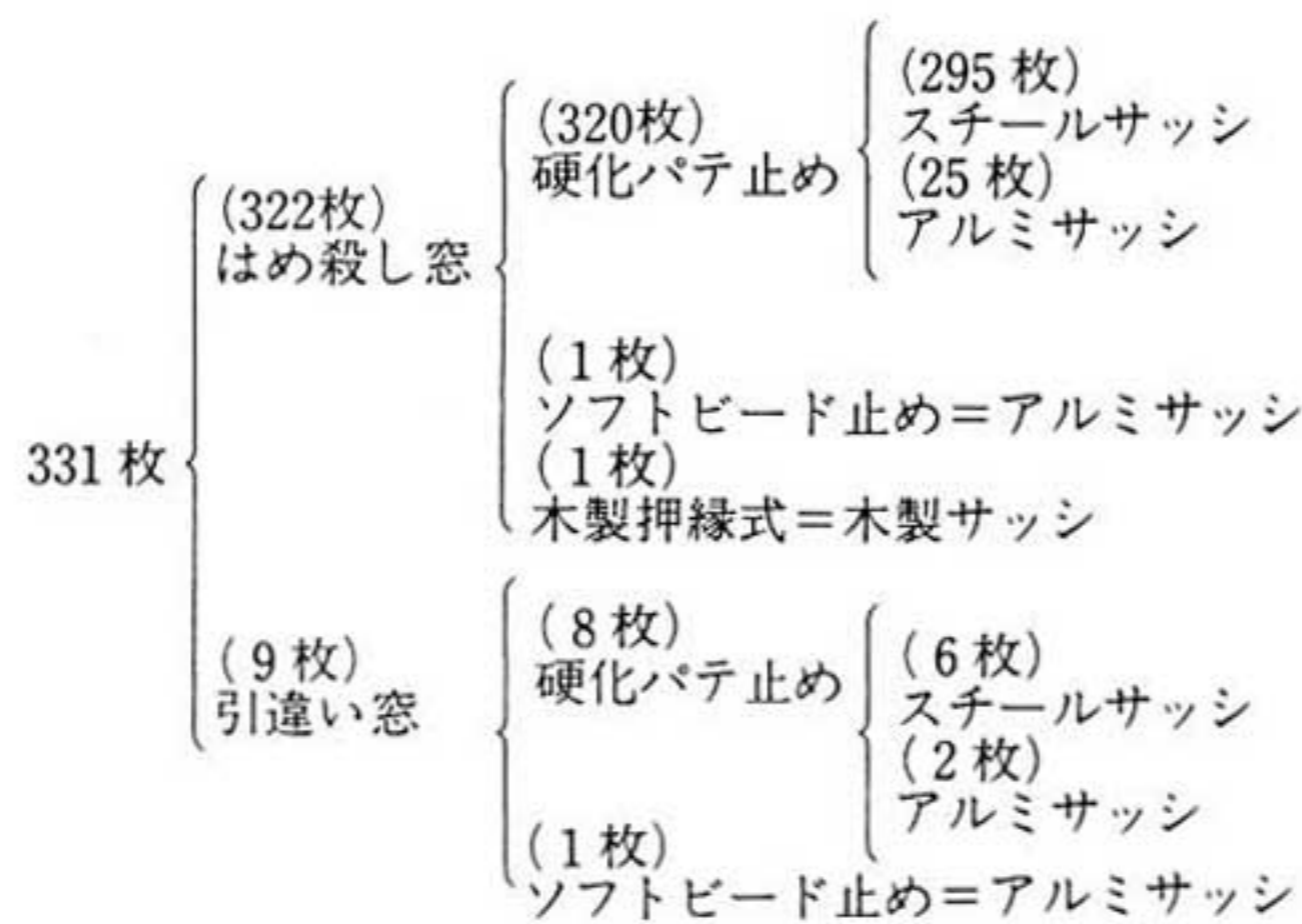 331枚
(322枚)
はめ殺し窓
(320枚)
硬化パテ止め
(295枚)
スチールサッシ
(25枚)
アルミサッシ
(1枚)
ソフトビード止め＝アルミサッシ
(1枚)
木製押縁式＝木製サッシ
(9枚)
引違い窓
(8枚)
硬化パテ止め
(6枚)
スチールサッシ
(2枚)
アルミサッシ
(1枚)
ソフトビード止め＝アルミサッシ